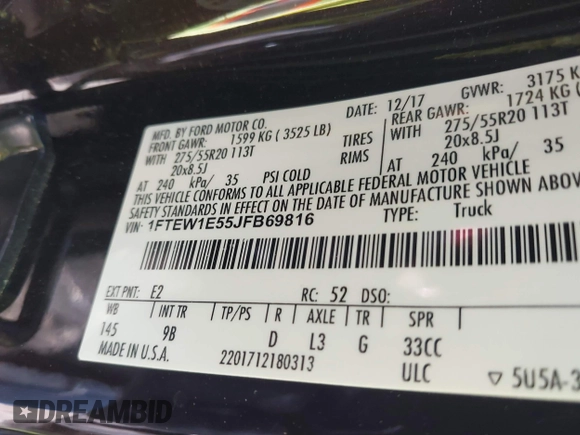 MFD. BY FORD MOTOR CO.
DATE: 12/17
GVWR: 3175 K
FRONT GAWR: 1599 KG ( 3525 LB)
REAR GAWR: 1724 KG (
WITH 275/55R20 113T TIRES
275/55R20 113T
20x8.5J RIMS
20x8.5J
AT 240 kPa/ 35 PSI COLD
AT 240 kPa/ 35
THIS VEHICLE CONFORMS TO ALL APPLICABLE FEDERAL MOTOR VEHICLE
SAFETY STANDARDS IN EFFECT ON THE DATE OF MANUFACTURE SHOWN ABOV
VIN: 1FTEW1E55JFB69816
TYPE: Truck
EXT PNT: E2 RC: 52 DSO:
WB INT TR TP/PS R AXLE TR SPR
145 9B D L3 G 33CC
MADE IN U.S.A. 2201712180313 ULC
▽ 5U5A-3
DREAMBID